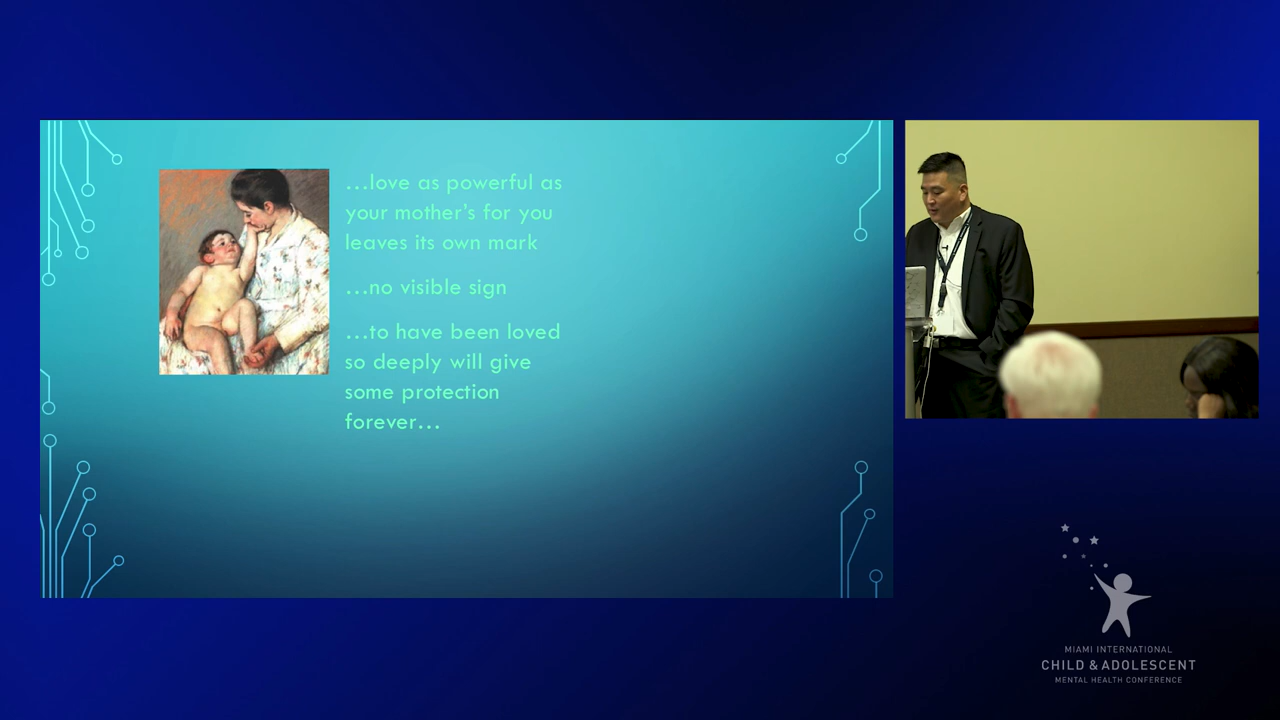 …love as powerful as
your mother’s for you
leaves its own mark
…no visible sign
…to have been loved
so deeply will give
some protection
forever…
MIAMI INTERNATIONAL
CHILD & ADOLESCENT
MENTAL HEALTH CONFERENCE